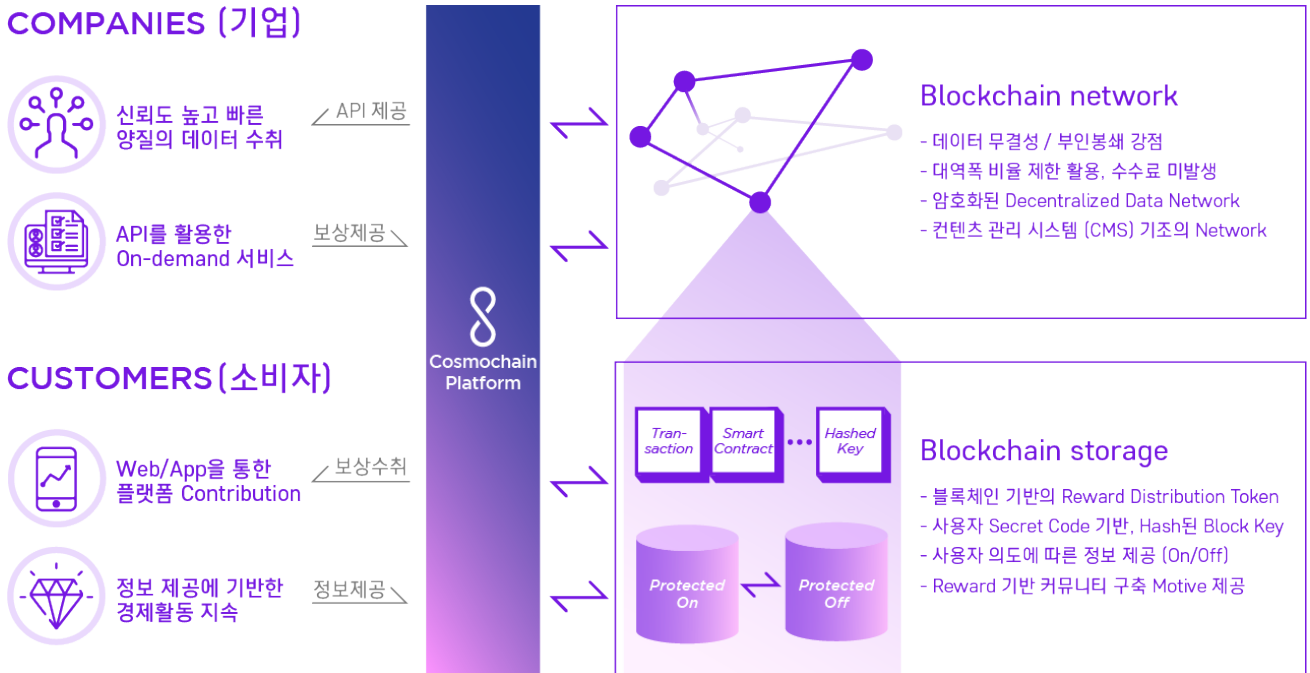 COMPANIES (기업)
신뢰도 높고 빠른
양질의 데이터 수취
API 제공
API를 활용한
On-demand 서비스
보상제공
CUSTOMERS (소비자)
Web/App을 통한
플랫폼 Contribution
보상수취
정보 제공에 기반한
경제활동 지속
정보제공
Cosmochain
Platform
Blockchain network
- 데이터 무결성 / 부인봉쇄 강점
- 대역폭 비율 제한 활용, 수수료 미발생
- 암호화된 Decentralized Data Network
- 컨텐츠 관리 시스템 (CMS) 기조의 Network
Tran-
saction
Smart
Contract
Hashed
Key
Protected
On
Protected
Off
Blockchain storage
- 블록체인 기반의 Reward Distribution Token
- 사용자 Secret Code 기반, Hash된 Block Key
- 사용자 의도에 따른 정보 제공 (On/Off)
- Reward 기반 커뮤니티 구축 Motive 제공